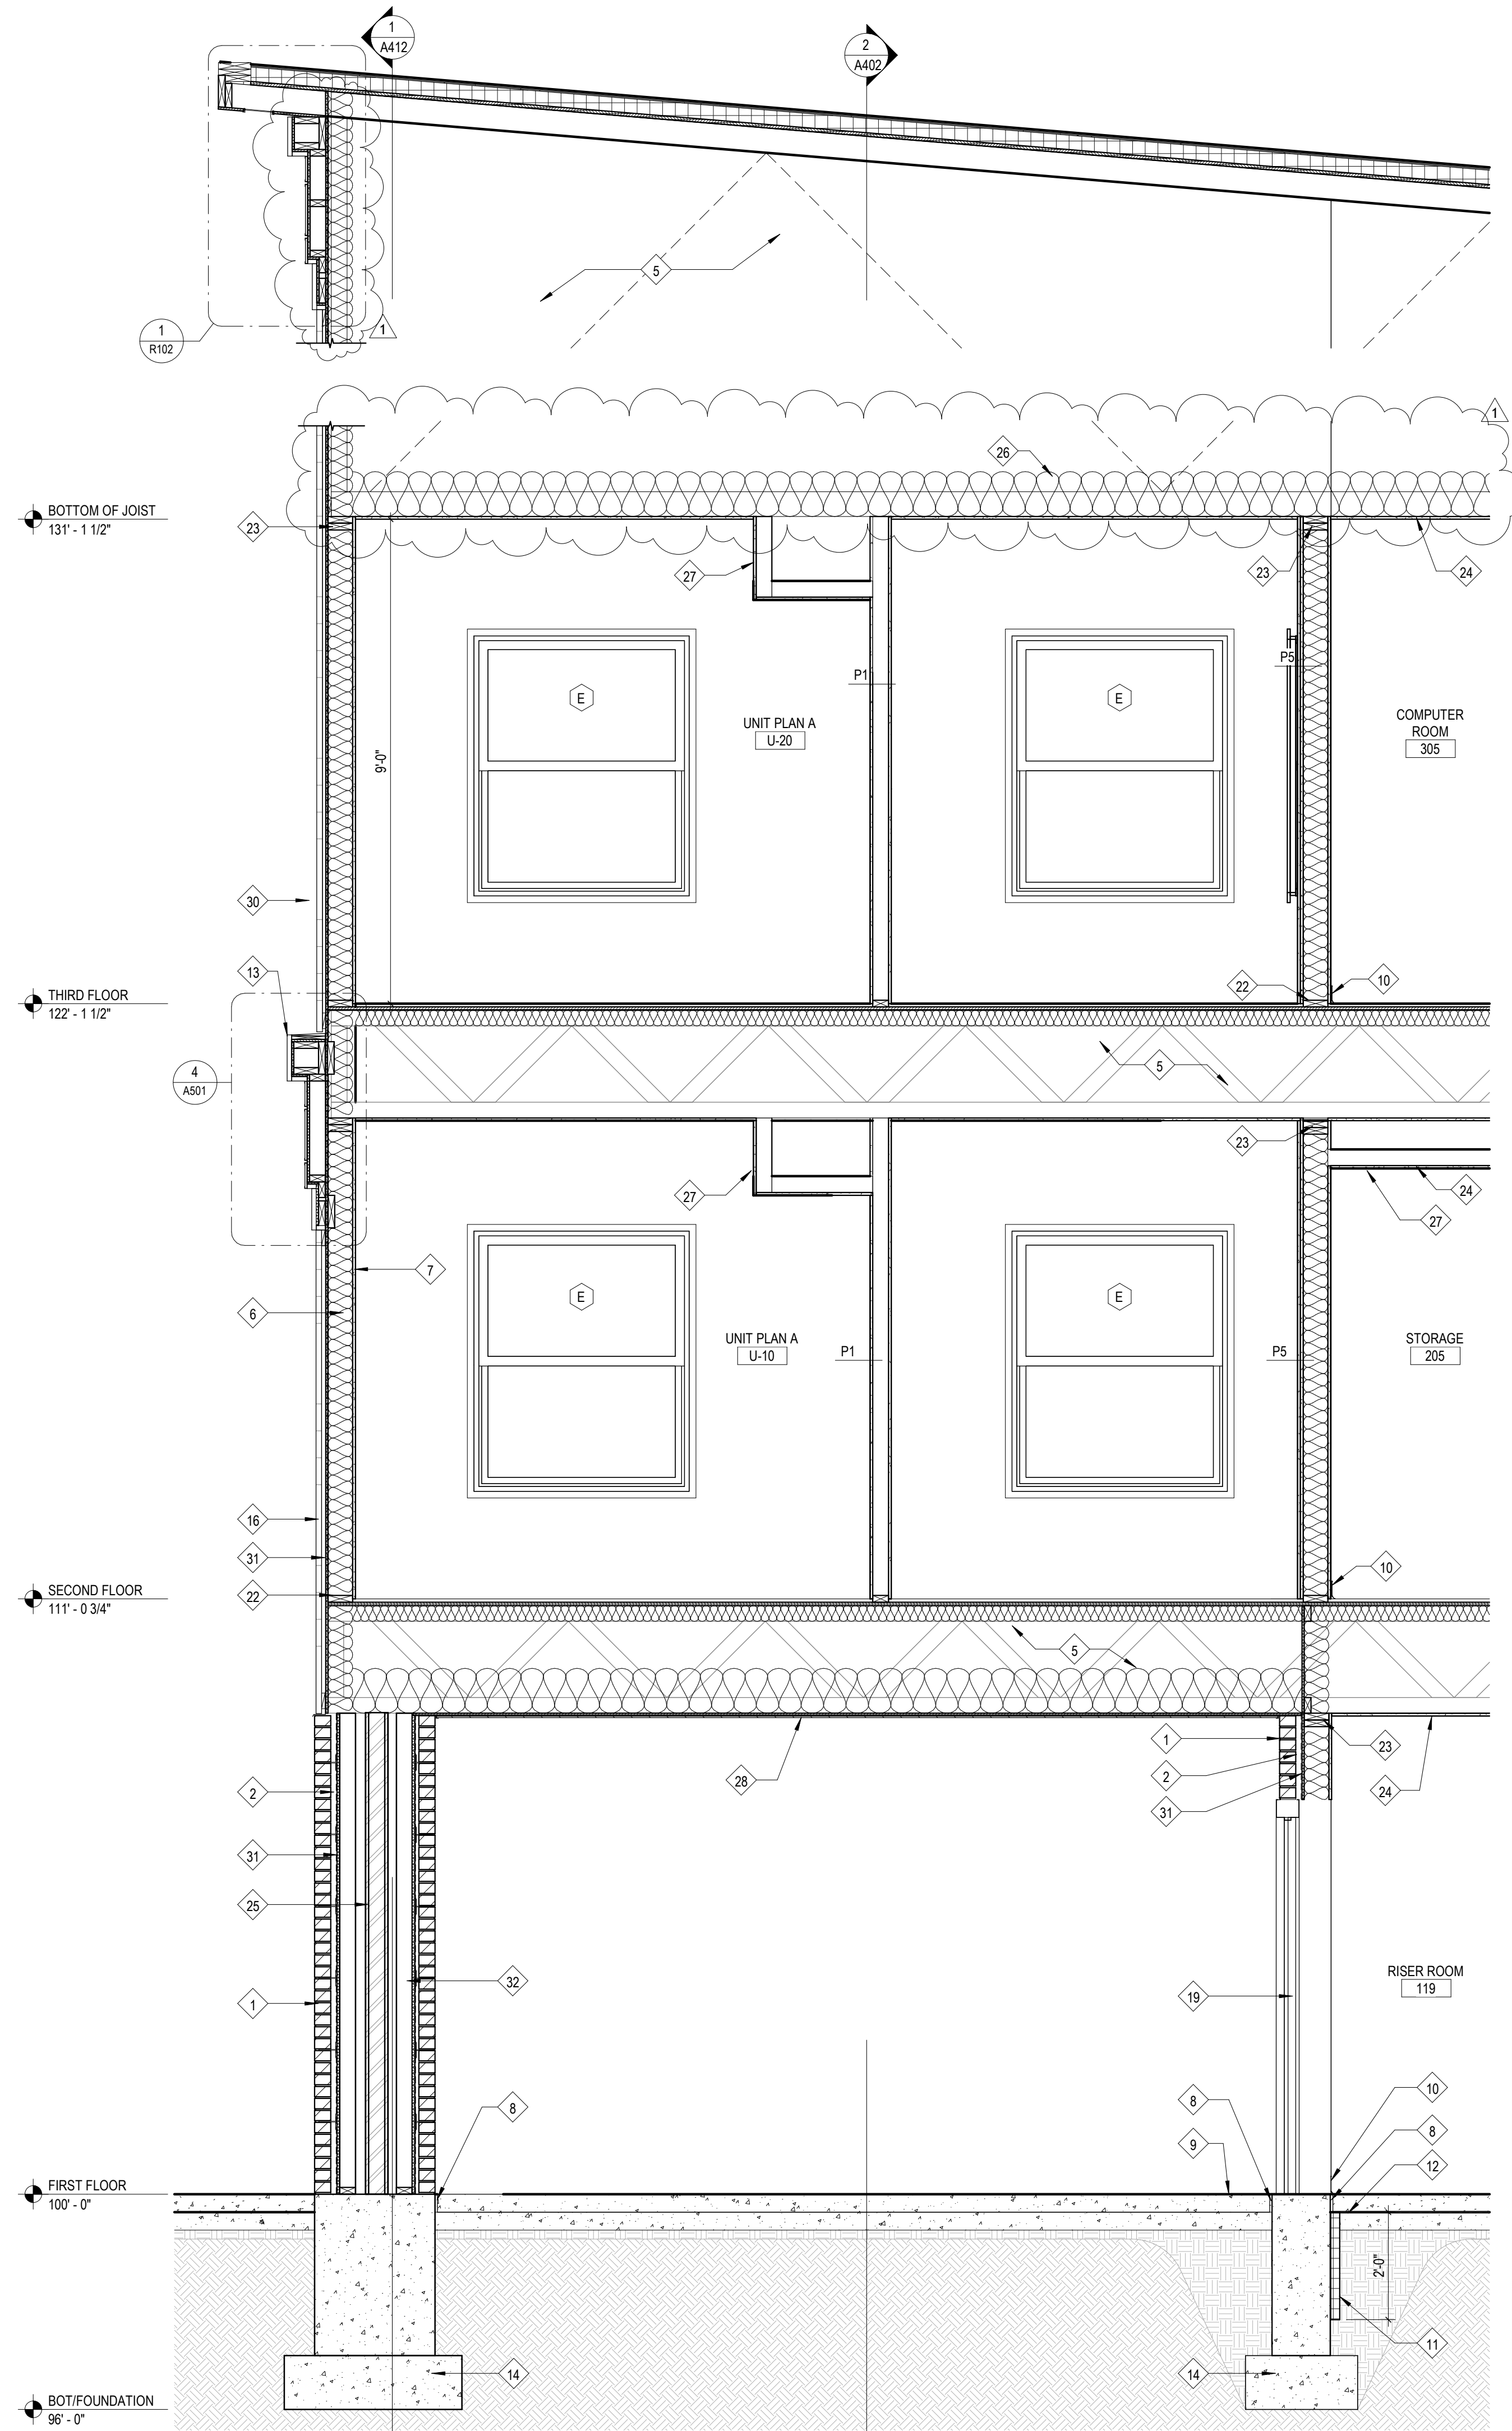 1
A412
2
A402
5
1
R102
1
1
26
BOTTOM OF JOIST
131' - 1 1/2"
23
27
23
24
P5
P1
E
E
UNIT PLAN A
U-20
COMPUTER
ROOM
305
9'-0"
30
13
22
10
THIRD FLOOR
122' - 1 1/2"
4
A501
5
23
27
24
27
7
6
E
E
UNIT PLAN A
U-10
P1
P5
STORAGE
205
16
31
22
10
SECOND FLOOR
111' - 0 3/4"
5
1
23
2
28
2
24
31
31
25
32
RISER ROOM
119
1
19
10
8
8
8
9
12
FIRST FLOOR
100' - 0"
2'-0"
11
14
14
BOT/FOUNDATION
96' - 0"